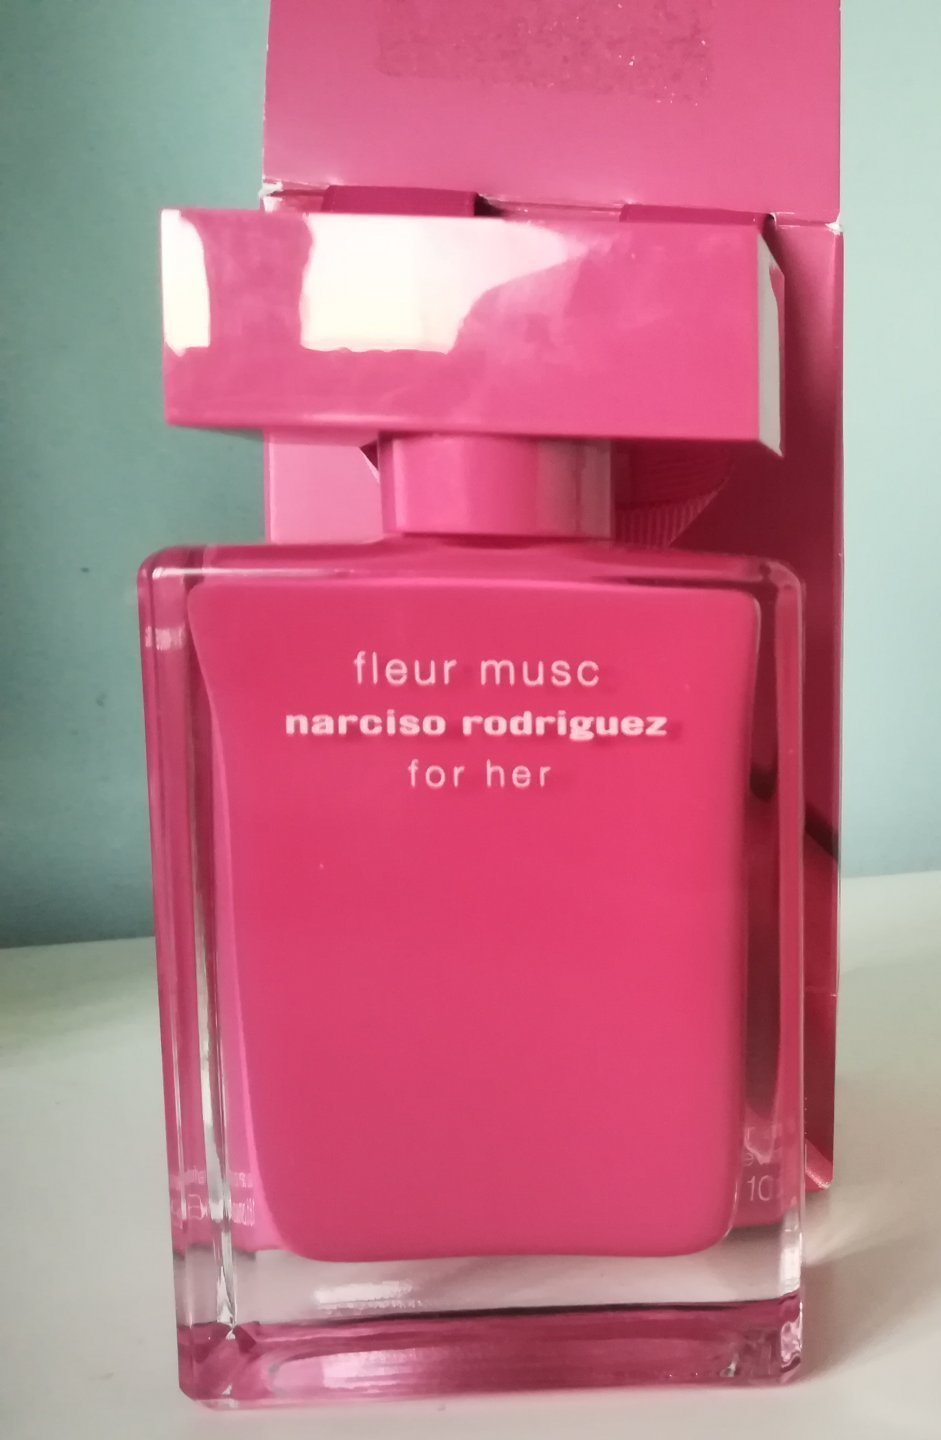 fleur musc
narciso rodriguez
for her